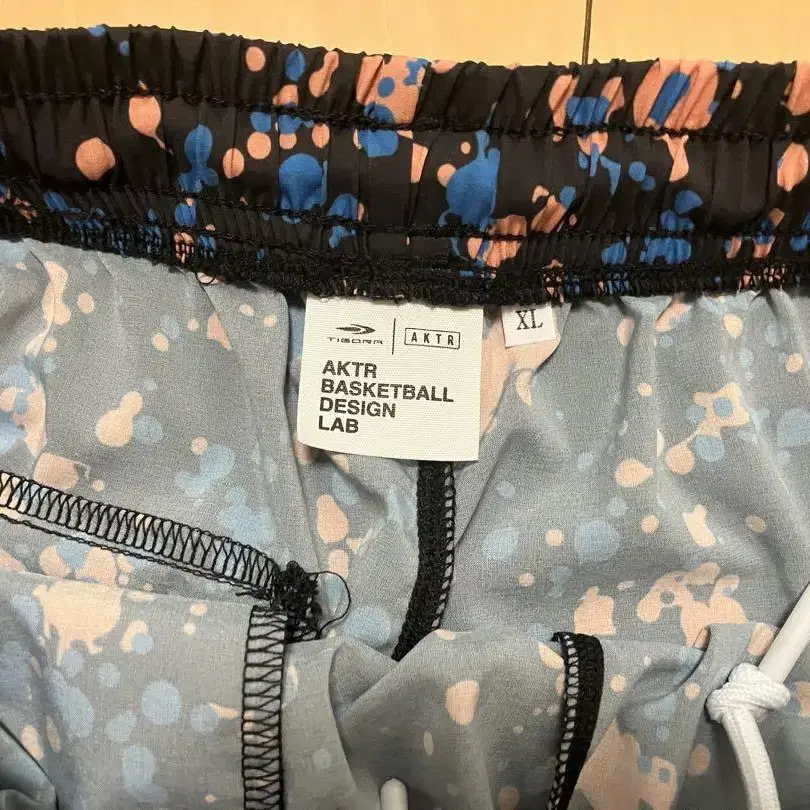 TIGORA | AKTR
XL
AKTR
BASKETBALL
DESIGN
LAB